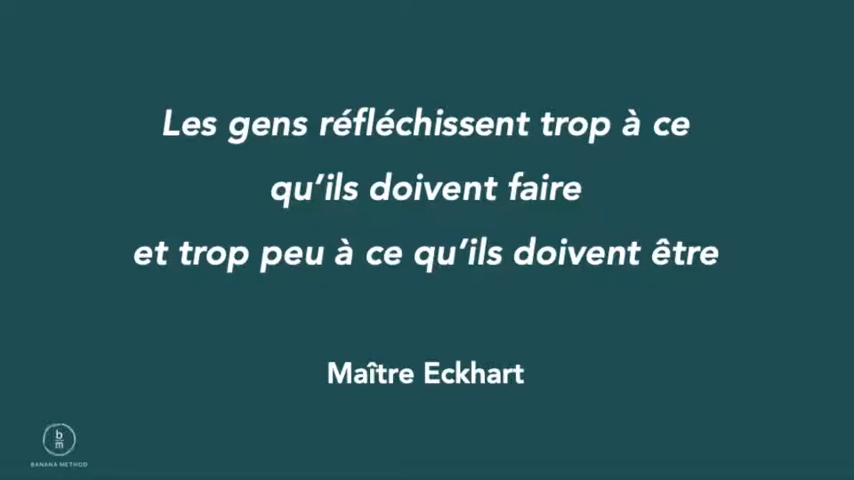 Les gens réfléchissent trop à ce
qu’ils doivent faire
et trop peu à ce qu’ils doivent être
Maître Eckhart
b
m
BANANA METHOD